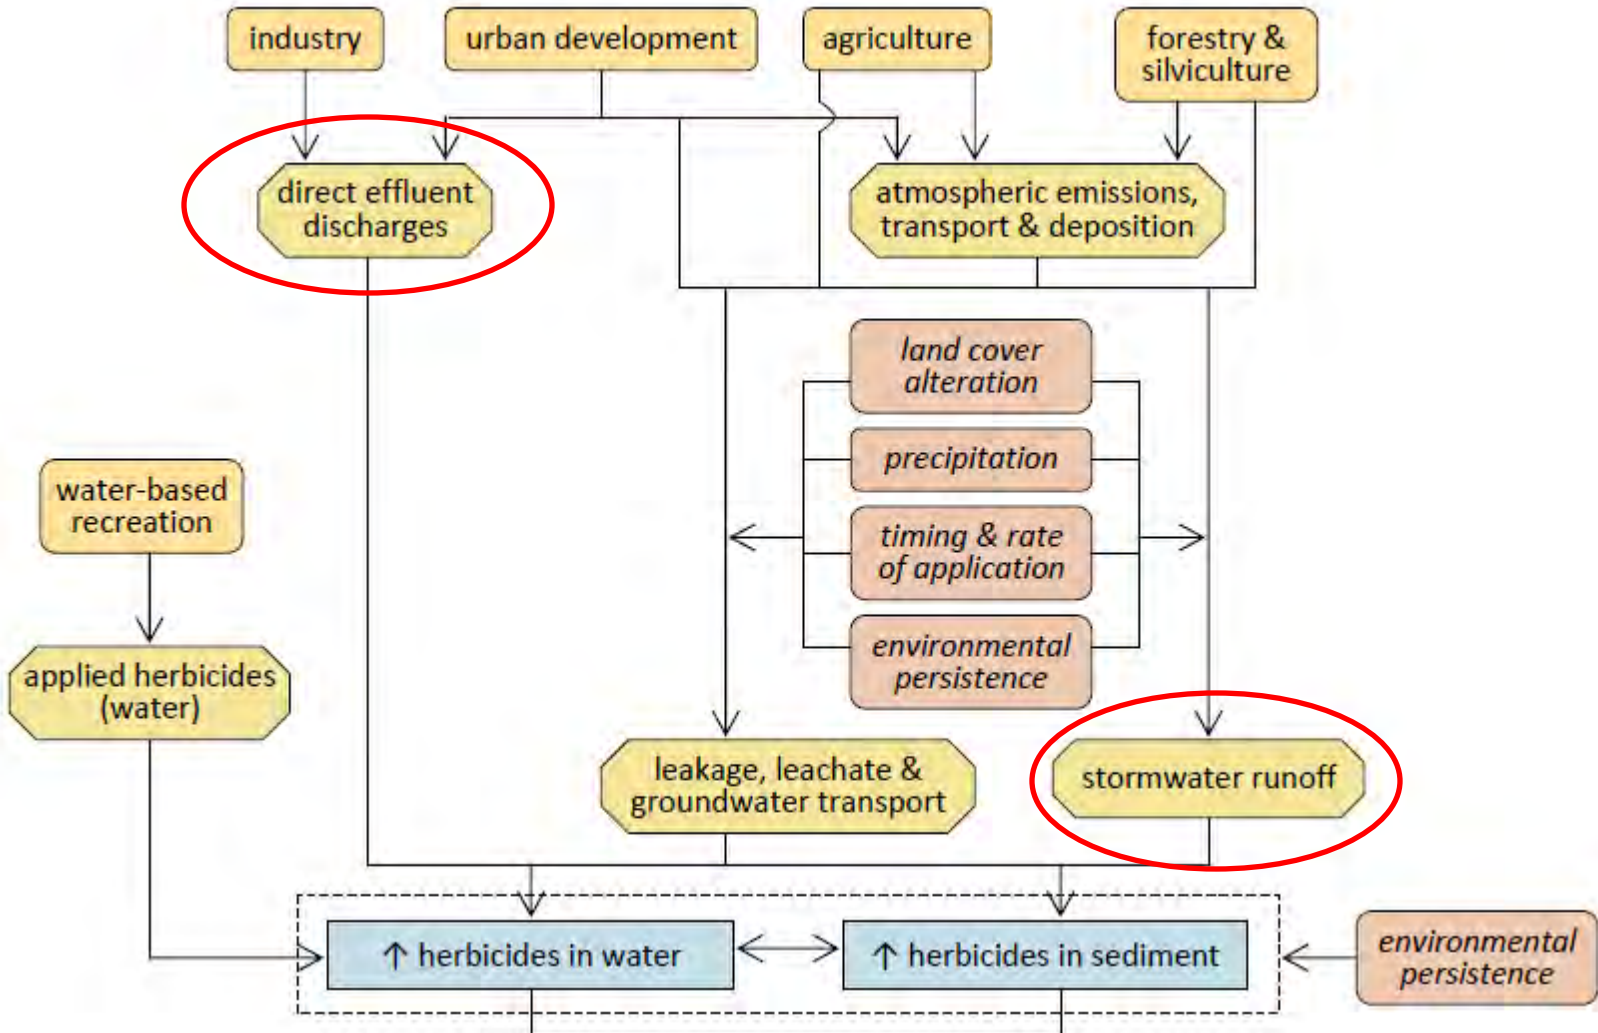 industry
urban development
agriculture
forestry &
silviculture
direct effluent
discharges
atmospheric emissions,
transport & deposition
land cover
alteration
precipitation
timing & rate
of application
environmental
persistence
water-based
recreation
applied herbicides
(water)
leakage, leachate &
groundwater transport
stormwater runoff
↑ herbicides in water
↑ herbicides in sediment
environmental
persistence